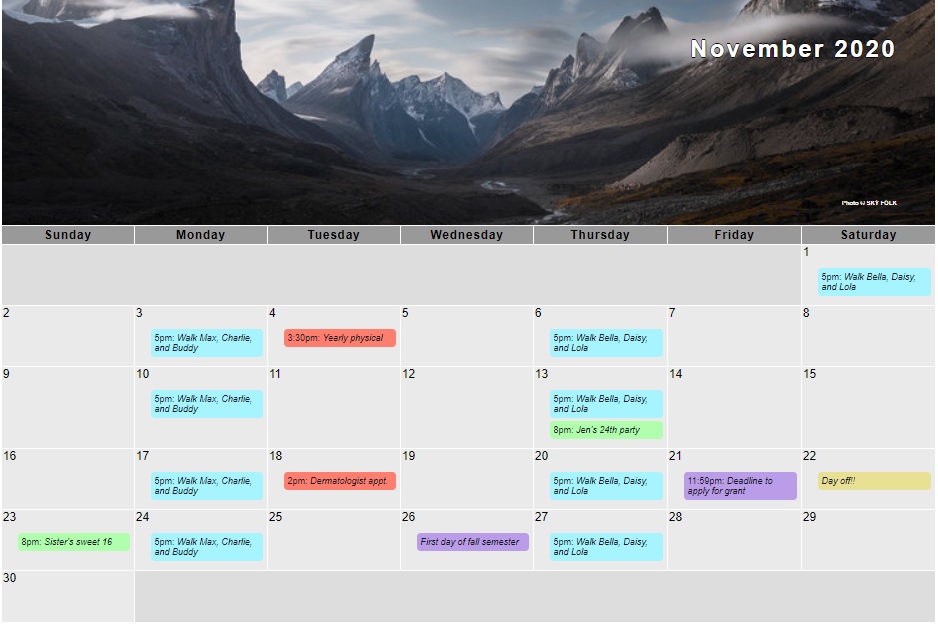 November 2020
Photo © SKÝ FÓLK
Sunday Monday Tuesday Wednesday Thursday Friday Saturday
1
5pm: Walk Bella, Daisy,
and Lola
2
3
5pm: Walk Max, Charlie,
and Buddy
4
3:30pm: Yearly physical
5
6
5pm: Walk Bella, Daisy,
and Lola
7
8
9
10
5pm: Walk Max, Charlie,
and Buddy
11
12
13
5pm: Walk Bella, Daisy,
and Lola
8pm: Jen's 24th party
14
15
16
17
5pm: Walk Max, Charlie,
and Buddy
18
2pm: Dermatologist appt.
19
20
5pm: Walk Bella, Daisy,
and Lola
21
11:59pm: Deadline to
apply for grant
22
Day off!!
23
8pm: Sister's sweet 16
24
5pm: Walk Max, Charlie,
and Buddy
25
26
First day of fall semester
27
5pm: Walk Bella, Daisy,
and Lola
28
29
30